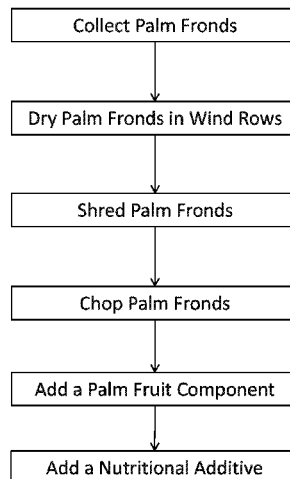 Collect Palm Fronds
Dry Palm Fronds in Wind Rows
Shred Palm Fronds
Chop Palm Fronds
Add a Palm Fruit Component
Add a Nutritional Additive